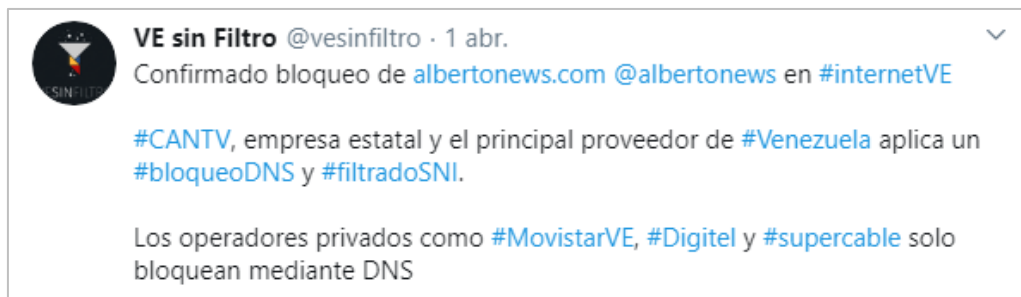 VE sin Filtro @vesinfiltro · 1 abr.
Confirmado bloqueo de albertonews.com @albertonews en #internetVE
#CANTV, empresa estatal y el principal proveedor de #Venezuela aplica un
#bloqueoDNS y #filtradoSNI.
Los operadores privados como #MovistarVE, #Digitel y #supercable solo
bloquean mediante DNS